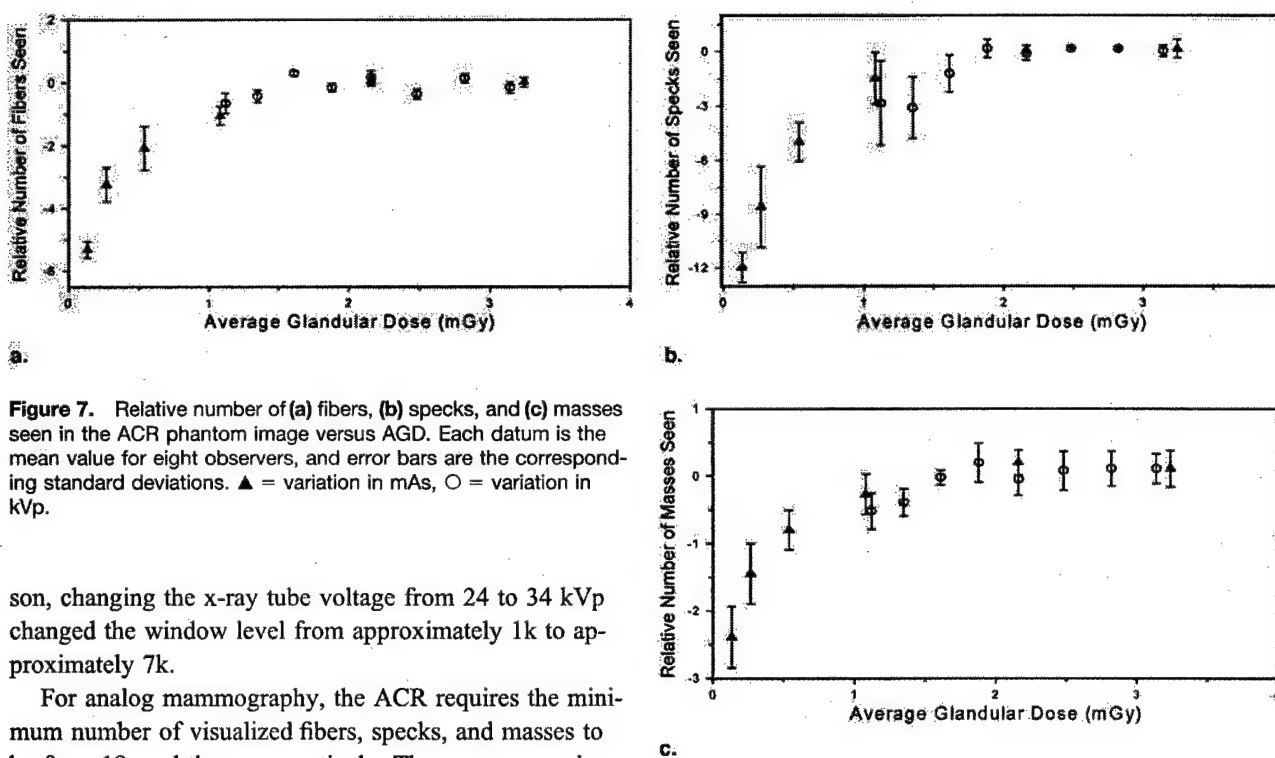 2
0
-2
-4
-6
0
1
2
3
4
Relative Number of Fibers Seen
Average Glandular Dose (mGy)
a.
0
-3
-6
-9
-12
0
1
2
3
Relative Number of Specks Seen
Average Glandular Dose (mGy)
b.
Figure 7. Relative number of (a) fibers, (b) specks, and (c) masses
seen in the ACR phantom image versus AGD. Each datum is the
mean value for eight observers, and error bars are the correspond-
ing standard deviations. ▲ = variation in mAs, ○ = variation in
kVp.
son, changing the x-ray tube voltage from 24 to 34 kVp
changed the window level from approximately 1k to ap-
proximately 7k.
For analog mammography, the ACR requires the mini-
mum number of visualized fibers, specks, and masses to
1
0
-1
-2
-3
0
1
2
3
Relative Number of Masses Seen
Average Glandular Dose (mGy)
c.